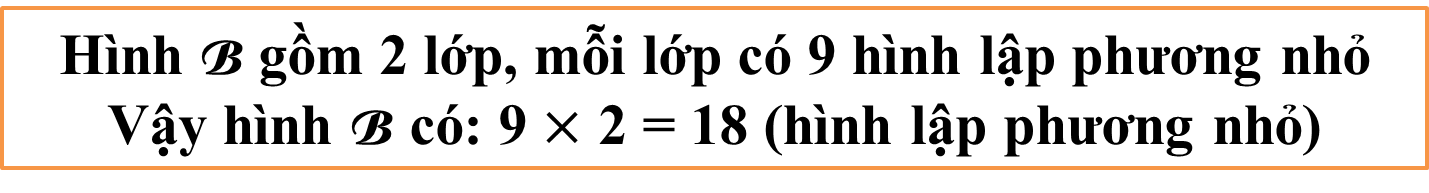 Hình ℬ gồm 2 lớp, mỗi lớp có 9 hình lập phương nhỏ
Vậy hình ℬ có: 9 × 2 = 18 (hình lập phương nhỏ)